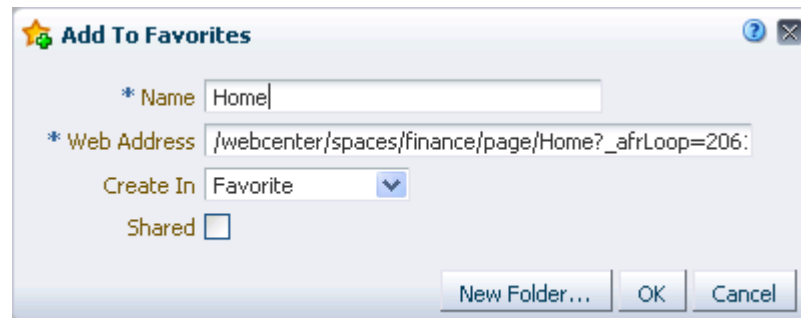 Add To Favorites
* Name Home
* Web Address /webcenter/spaces/finance/page/Home?_afrLoop=206:
Create In Favorite
Shared
New Folder... OK Cancel